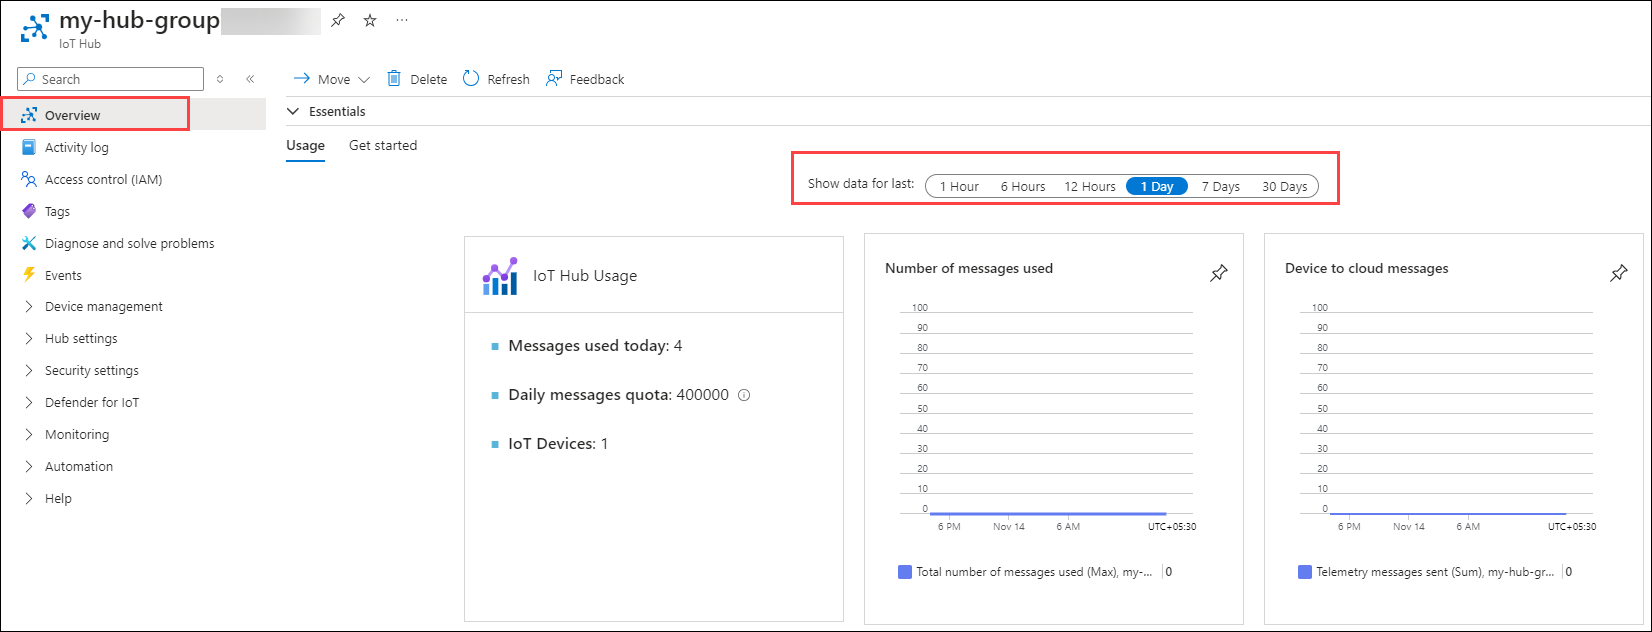 my-hub-group
IoT Hub
Search
Move
Delete
Refresh
Feedback
Overview
Activity log
Access control (IAM)
Tags
Diagnose and solve problems
Events
Device management
Hub settings
Security settings
Defender for IoT
Monitoring
Automation
Help
Essentials
Usage
Get started
Show data for last:
1 Hour
6 Hours
12 Hours
1 Day
7 Days
30 Days
IoT Hub Usage
Messages used today: 4
Daily messages quota: 400000
IoT Devices: 1
Number of messages used
100
90
80
70
60
50
40
30
20
10
0
6 PM
Nov 14
6 AM
UTC+05:30
Total number of messages used (Max), my-...
0
Device to cloud messages
100
90
80
70
60
50
40
30
20
10
0
6 PM
Nov 14
6 AM
UTC+05:30
Telemetry messages sent (Sum), my-hub-gr...
0